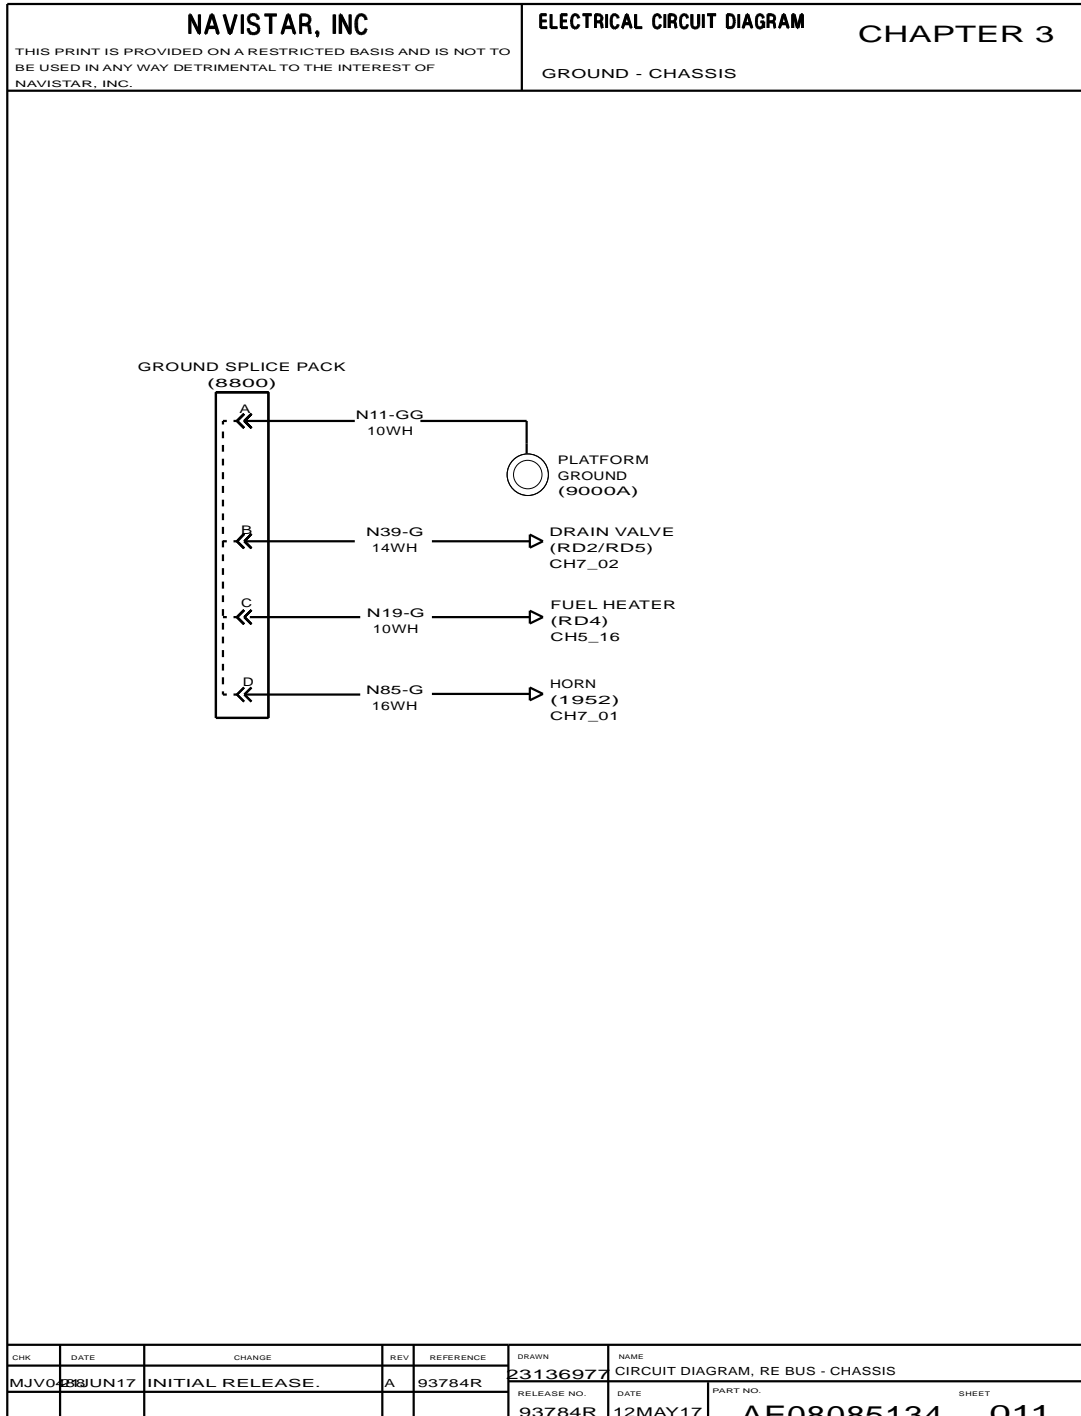 NAVISTAR, INC
THIS PRINT IS PROVIDED ON A RESTRICTED BASIS AND IS NOT TO
BE USED IN ANY WAY DETRIMENTAL TO THE INTEREST OF
NAVISTAR, INC.
ELECTRICAL CIRCUIT DIAGRAM
CHAPTER 3
GROUND - CHASSIS
GROUND SPLICE PACK
(8800)
A
N11-GG
10WH
PLATFORM
GROUND
(9000A)
B
N39-G
14WH
DRAIN VALVE
(RD2/RD5)
CH7_02
C
N19-G
10WH
FUEL HEATER
(RD4)
CH5_16
D
N85-G
16WH
HORN
(1952)
CH7_01
CHK DATE CHANGE REV REFERENCE
INITIAL RELEASE. A 93784R
DRAWN
23136977
NAME
CIRCUIT DIAGRAM, RE BUS - CHASSIS
RELEASE NO.
93784R
DATE
12MAY17
PART NO.
AE08085134
SHEET
011